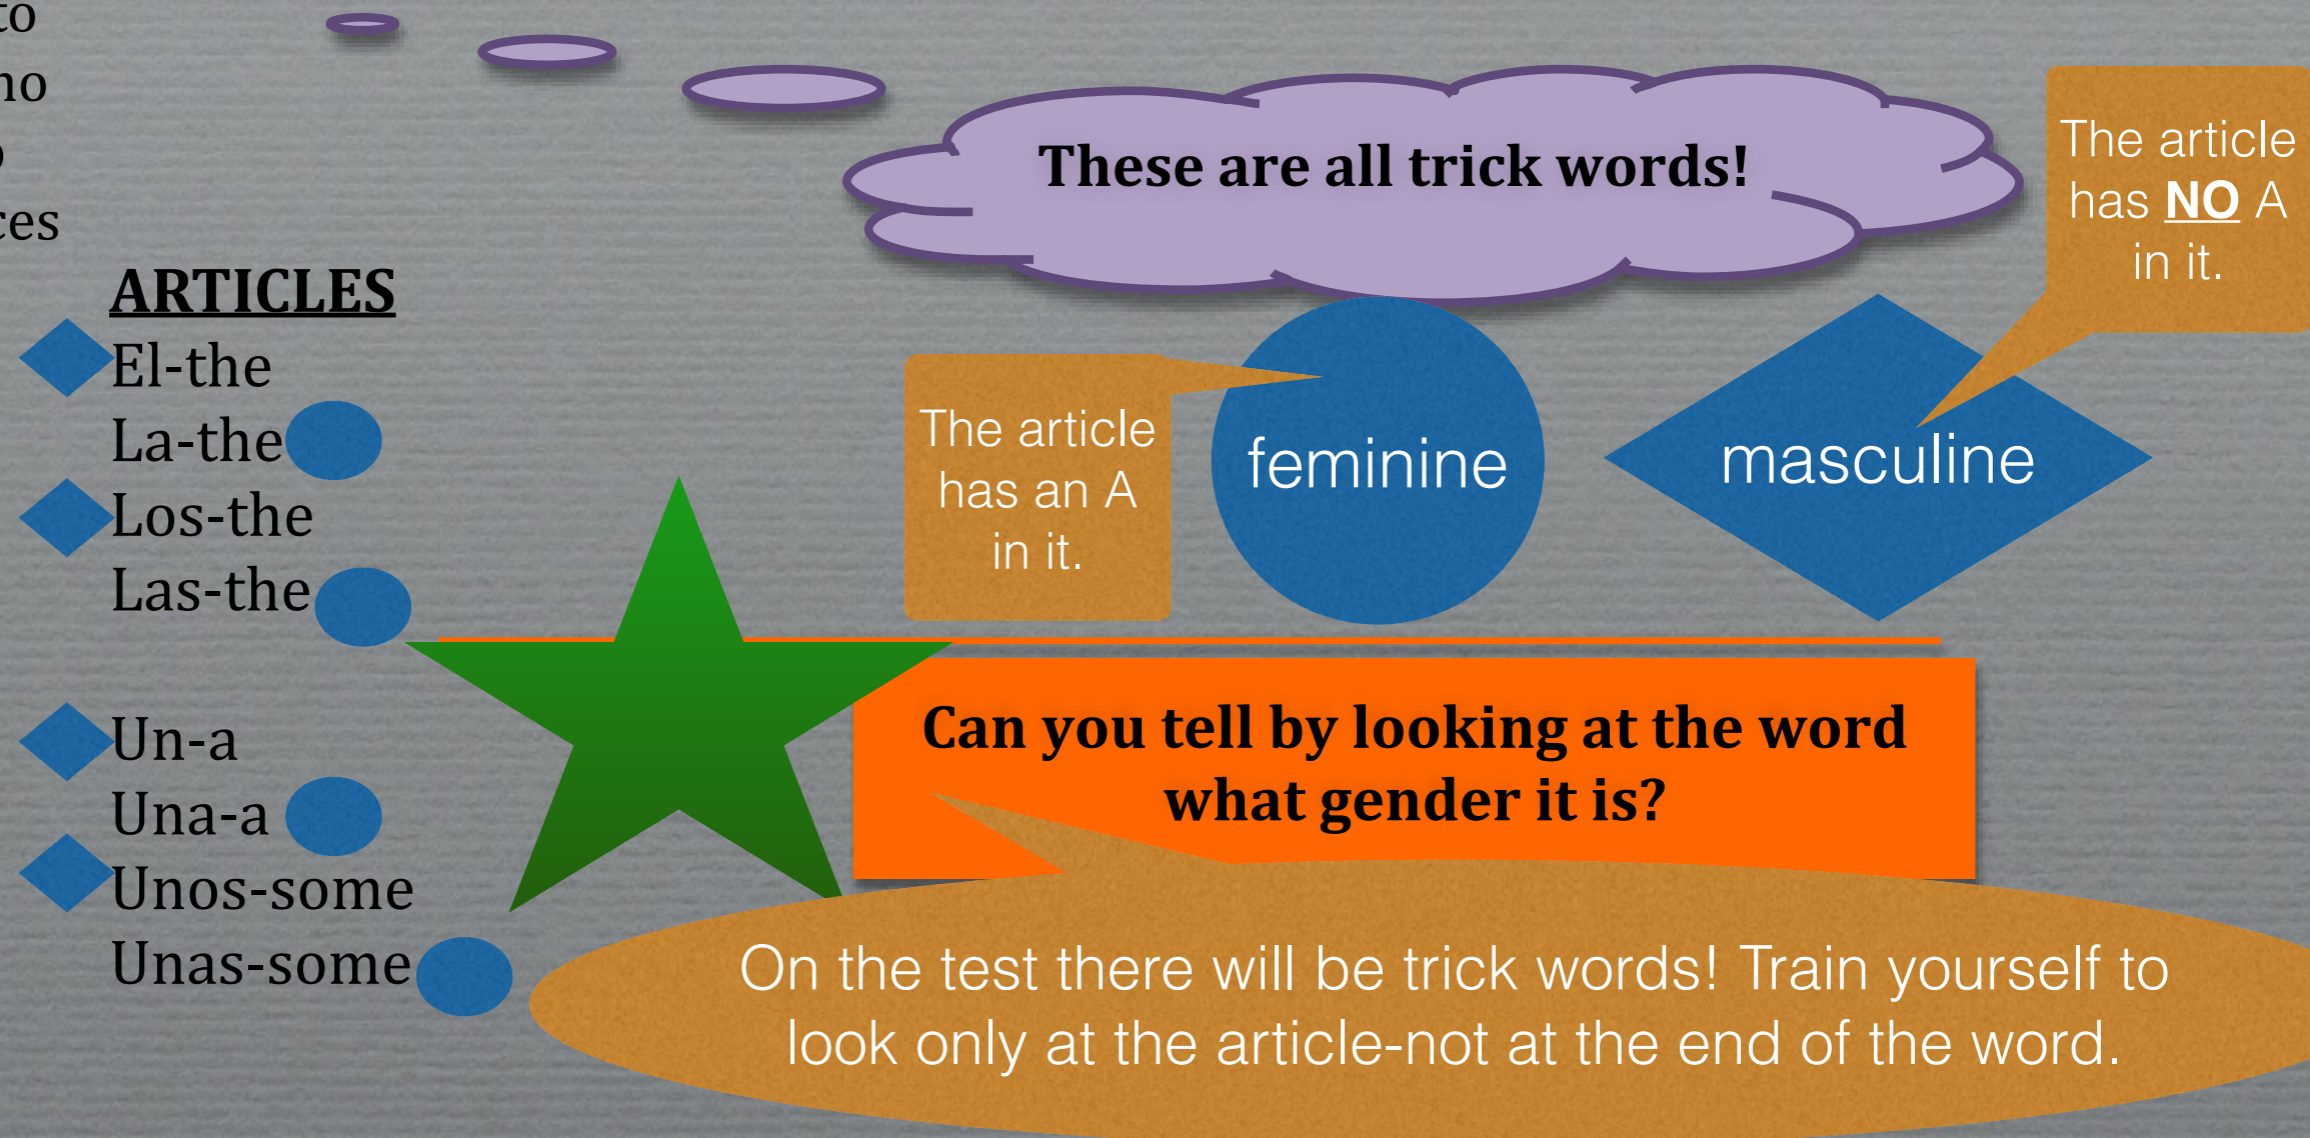 to
no
ces
These are all trick words!
The article
has NO A
in it.
ARTICLES
El-the
La-the
Los-the
Las-the
Un-a
Una-a
Unos-some
Unas-some
The article
has an A
in it.
feminine
masculine
Can you tell by looking at the word
what gender it is?
On the test there will be trick words! Train yourself to
look only at the article-not at the end of the word.